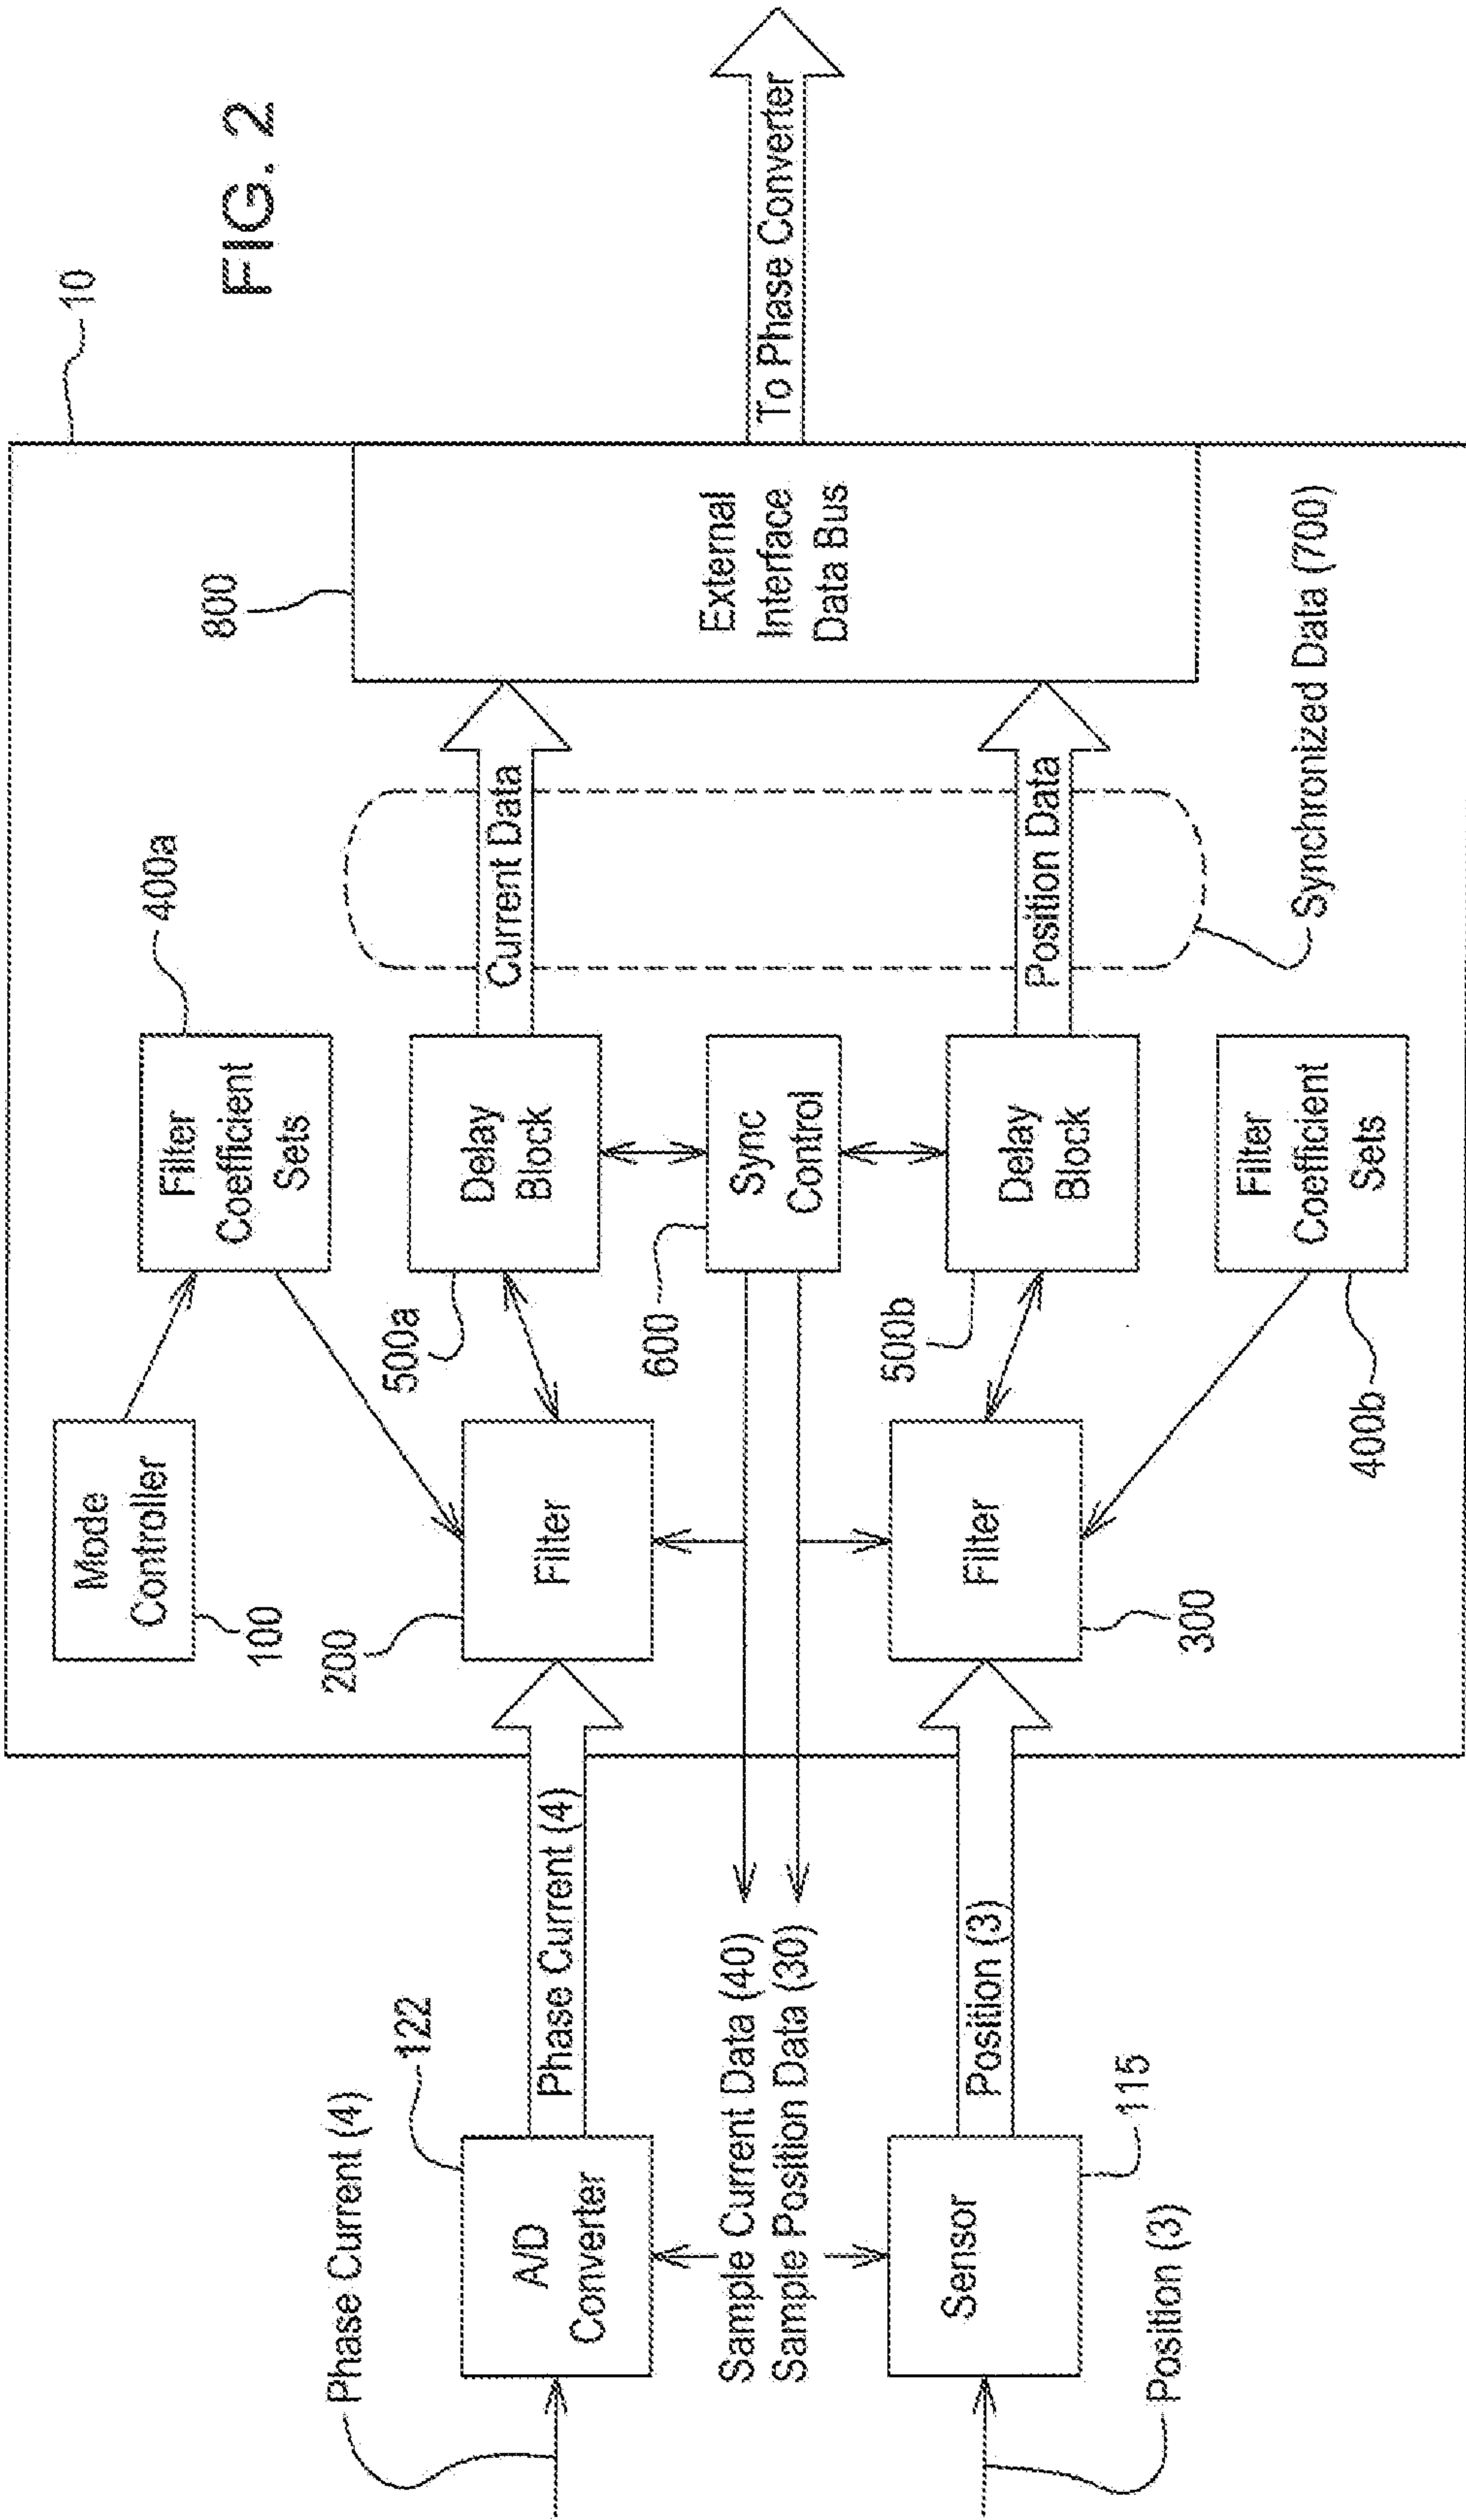 FIG. 2
10
Mode
Controller
100
Filter
Coefficient
Sets
400a
800
Phase Current (4)
122
A/D
Converter
Phase Current (4)
200
Filter
500a
Delay
Block
Current Data
External
Interface
Data Bus
To Phase Converter
Sample Current Data (40)
Sample Position Data (30)
600
Sync
Control
Sensor
115
Position (3)
Position (3)
Filter
300
500b
Delay
Block
Position Data
Filter
Coefficient
Sets
400b
Synchronized Data (700)